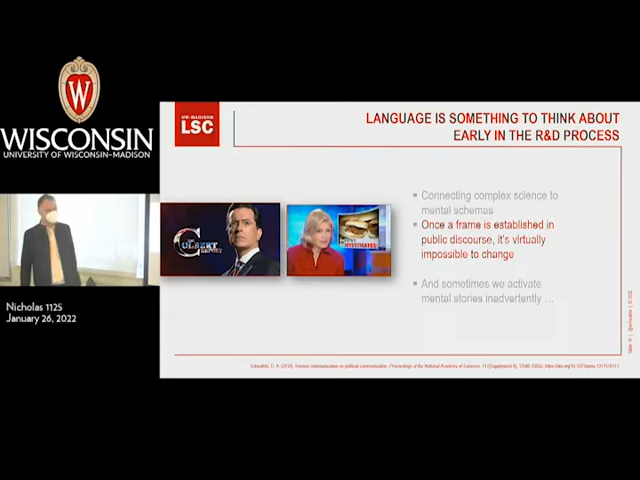 W
WISCONSIN
UNIVERSITY OF WISCONSIN–MADISON
Nicholas 1125
January 26, 2022
UW–MADISON
LSC
LANGUAGE IS SOMETHING TO THINK ABOUT
EARLY IN THE R&D PROCESS
COLBERT
REPORT
INVESTIGATES
Connecting complex science to
mental schemas
Once a frame is established in
public discourse, it's virtually
impossible to change
And sometimes we activate
mental stories inadvertently …